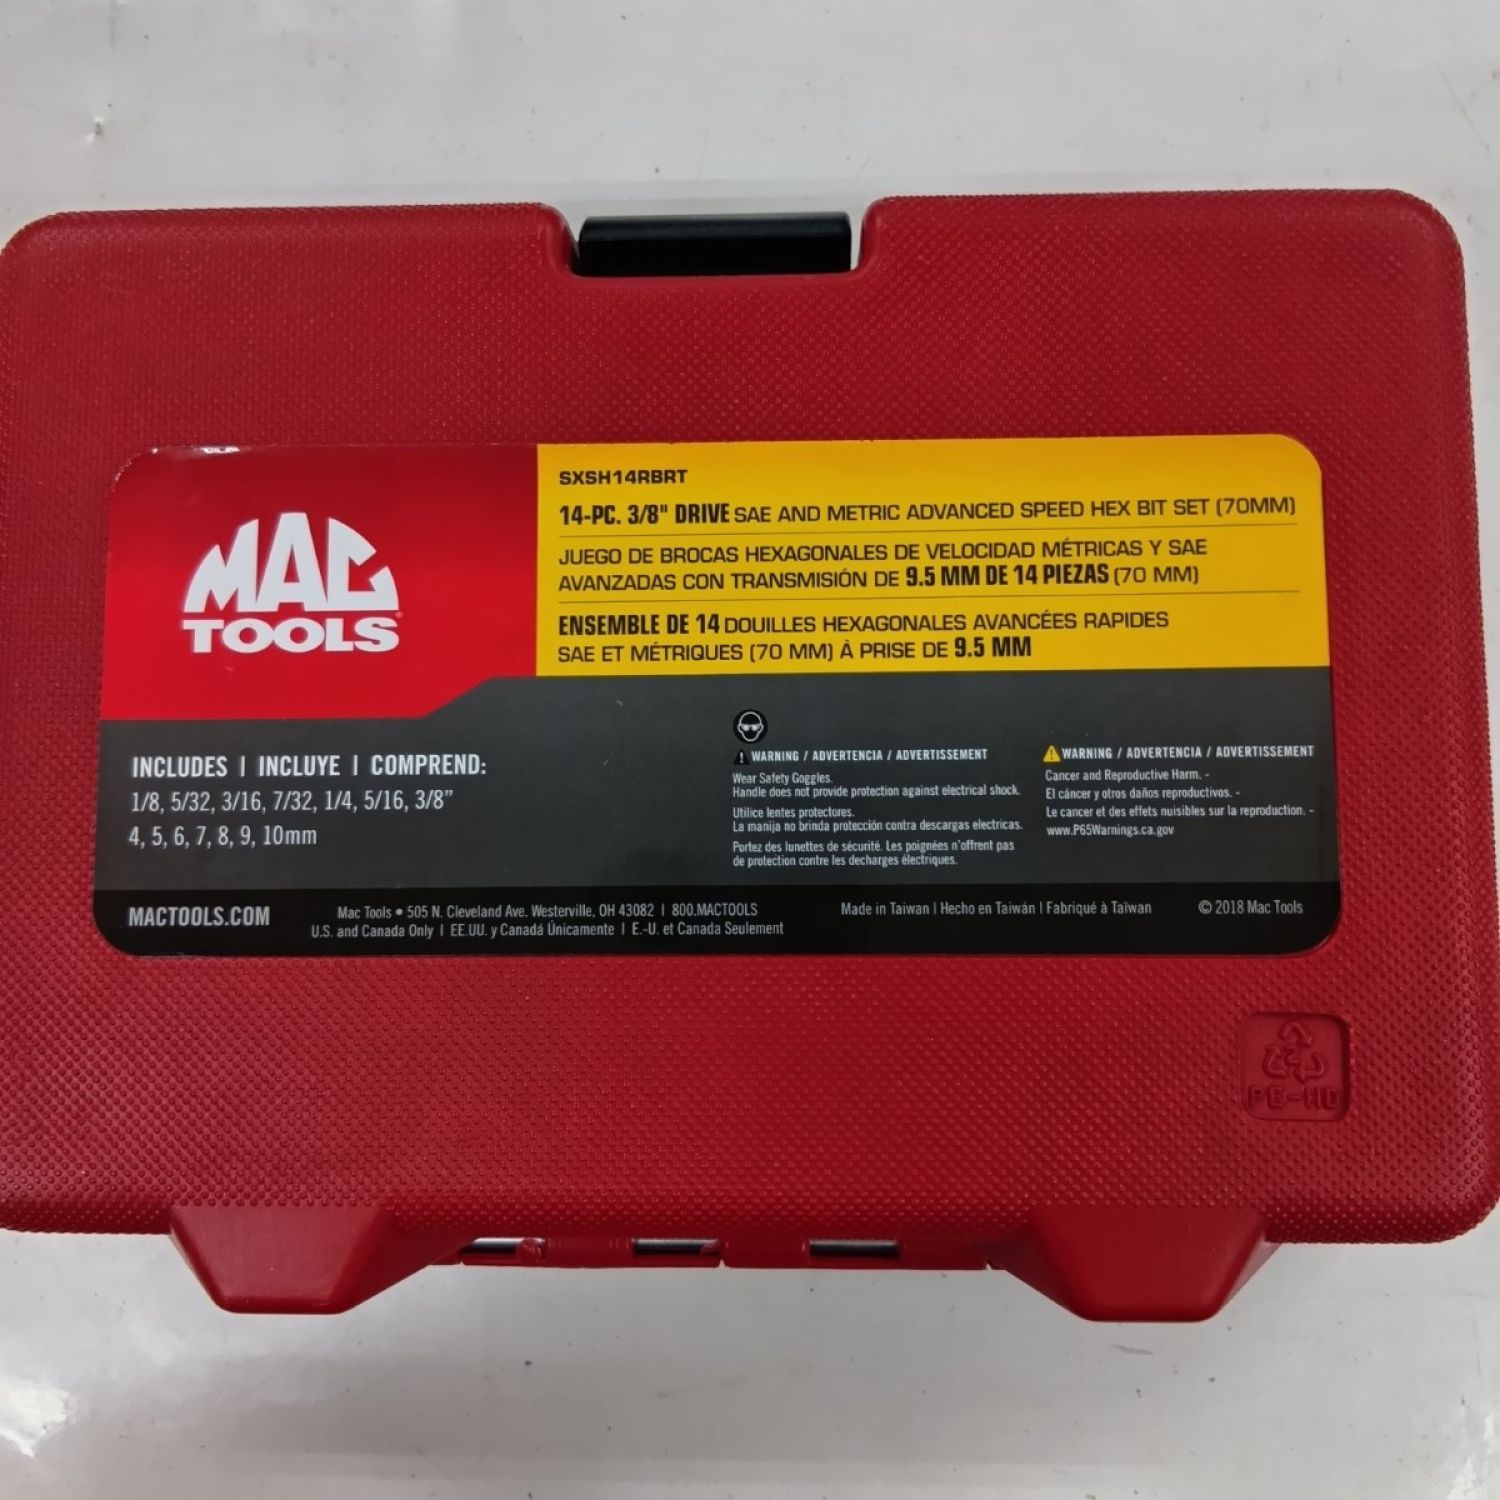 MAC
TOOLS®
SXSH14RBRT
14-PC. 3/8" DRIVE SAE AND METRIC ADVANCED SPEED HEX BIT SET (70MM)
JUEGO DE BROCAS HEXAGONALES DE VELOCIDAD MÉTRICAS Y SAE
AVANZADAS CON TRANSMISIÓN DE 9.5 MM DE 14 PIEZAS (70 MM)
ENSEMBLE DE 14 DOUILLES HEXAGONALES AVANCÉES RAPIDES
SAE ET MÉTRIQUES (70 MM) À PRISE DE 9.5 MM
INCLUDES | INCLUYE | COMPREND:
1/8, 5/32, 3/16, 7/32, 1/4, 5/16, 3/8”
4, 5, 6, 7, 8, 9, 10mm
WARNING / ADVERTENCIA / ADVERTISSEMENT
Wear Safety Goggles.
Handle does not provide protection against electrical shock.
Utilice lentes protectores.
La manija no brinda protección contra descargas electricas.
Portez des lunettes de sécurité. Les poignées n'offrent pas
de protection contre les decharges électriques.
WARNING / ADVERTENCIA / ADVERTISSEMENT
Cancer and Reproductive Harm. -
El cáncer y otros daños reproductivos. -
Le cancer et des effets nuisibles sur la reproduction. -
www.P65Warnings.ca.gov
MACTOOLS.COM
Mac Tools • 505 N. Cleveland Ave. Westerville, OH 43082 | 800.MACTOOLS
U.S. and Canada Only | EE.UU. y Canadá Únicamente | E.-U. et Canada Seulement
Made in Taiwan | Hecho en Taiwán | Fabriqué à Taïwan
© 2018 Mac Tools
2
PE-HD